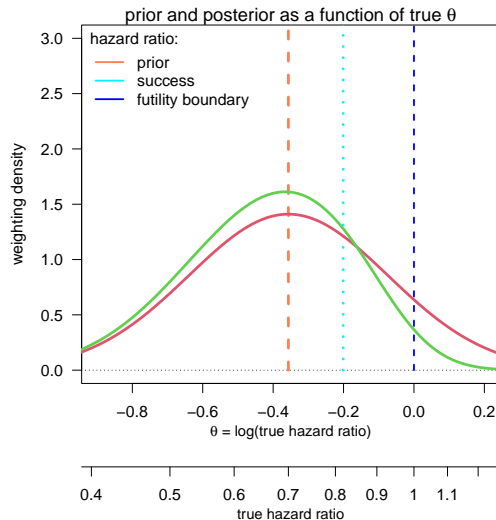 prior and posterior as a function of true θ
hazard ratio:
prior
success
futility boundary
weighting density
3.0
2.5
2.0
1.5
1.0
0.5
0.0
−0.8 −0.6 −0.4 −0.2 0.0 0.2
θ = log(true hazard ratio)
0.4 0.5 0.6 0.7 0.8 0.9 1 1.1
true hazard ratio